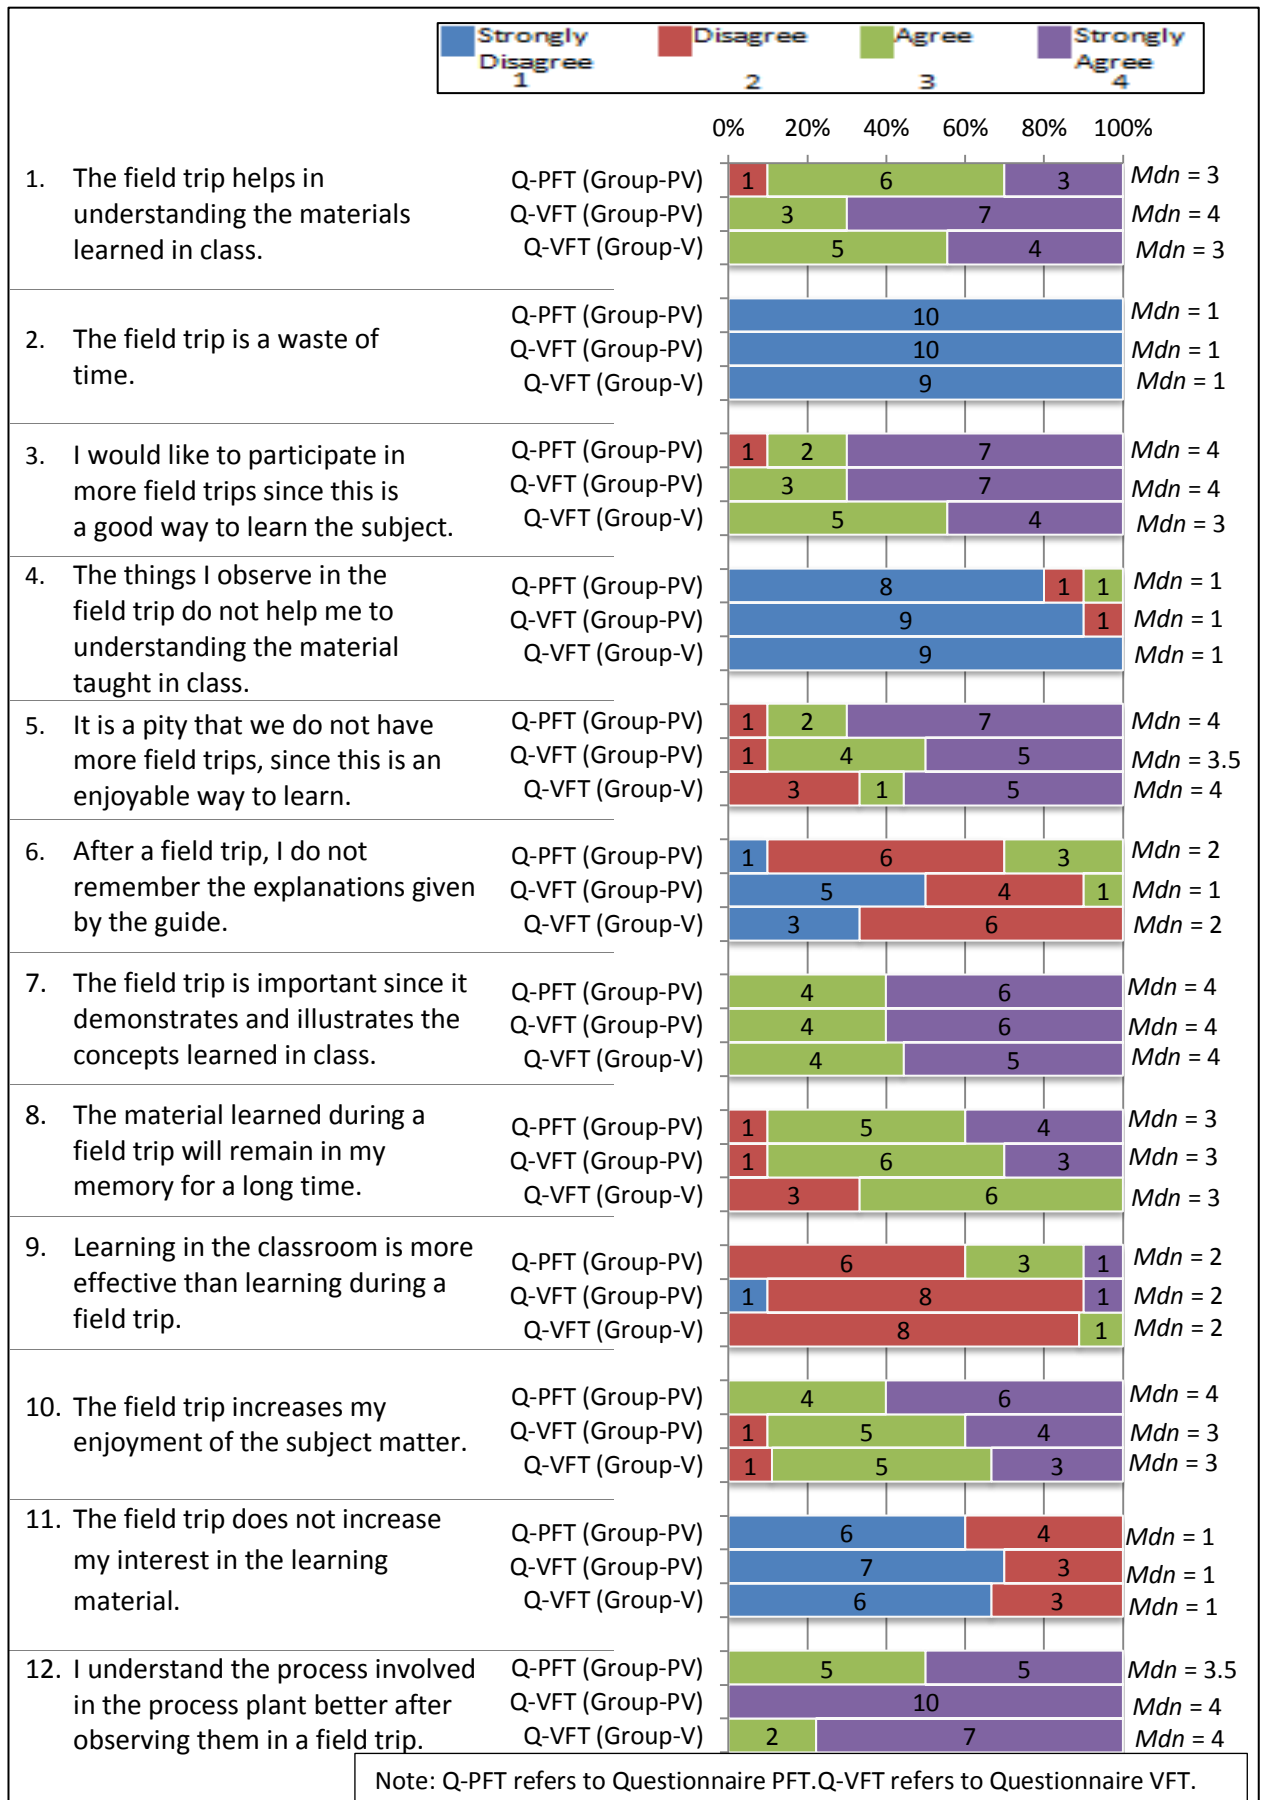 Strongly Disagree Agree Strongly
Disagree Agree
1 2 3 4
0% 20% 40% 60% 80% 100%
1. The field trip helps in
understanding the materials
learned in class.
Q-PFT (Group-PV) 1 6 3 Mdn = 3
Q-VFT (Group-PV) 3 7 Mdn = 4
Q-VFT (Group-V) 5 4 Mdn = 3
2. The field trip is a waste of
time.
Q-PFT (Group-PV) 10 Mdn = 1
Q-VFT (Group-PV) 10 Mdn = 1
Q-VFT (Group-V) 9 Mdn = 1
3. I would like to participate in
more field trips since this is
a good way to learn the subject.
Q-PFT (Group-PV) 1 2 7 Mdn = 4
Q-VFT (Group-PV) 3 7 Mdn = 4
Q-VFT (Group-V) 5 4 Mdn = 3
4. The things I observe in the
field trip do not help me to
understanding the material
taught in class.
Q-PFT (Group-PV) 8 1 1 Mdn = 1
Q-VFT (Group-PV) 9 1 Mdn = 1
Q-VFT (Group-V) 9 Mdn = 1
5. It is a pity that we do not have
more field trips, since this is an
enjoyable way to learn.
Q-PFT (Group-PV) 1 2 7 Mdn = 4
Q-VFT (Group-PV) 1 4 5 Mdn = 3.5
Q-VFT (Group-V) 3 1 5 Mdn = 4
6. After a field trip, I do not
remember the explanations given
by the guide.
Q-PFT (Group-PV) 1 6 3 Mdn = 2
Q-VFT (Group-PV) 5 4 1 Mdn = 1
Q-VFT (Group-V) 3 6 Mdn = 2
7. The field trip is important since it
demonstrates and illustrates the
concepts learned in class.
Q-PFT (Group-PV) 4 6 Mdn = 4
Q-VFT (Group-PV) 4 6 Mdn = 4
Q-VFT (Group-V) 4 5 Mdn = 4
8. The material learned during a
field trip will remain in my
memory for a long time.
Q-PFT (Group-PV) 1 5 4 Mdn = 3
Q-VFT (Group-PV) 1 6 3 Mdn = 3
Q-VFT (Group-V) 3 6 Mdn = 3
9. Learning in the classroom is more
effective than learning during a
field trip.
Q-PFT (Group-PV) 6 3 1 Mdn = 2
Q-VFT (Group-PV) 1 8 1 Mdn = 2
Q-VFT (Group-V) 8 1 Mdn = 2
10. The field trip increases my
enjoyment of the subject matter.
Q-PFT (Group-PV) 4 6 Mdn = 4
Q-VFT (Group-PV) 1 5 4 Mdn = 3
Q-VFT (Group-V) 1 5 3 Mdn = 3
11. The field trip does not increase
my interest in the learning
material.
Q-PFT (Group-PV) 6 4 Mdn = 1
Q-VFT (Group-PV) 7 3 Mdn = 1
Q-VFT (Group-V) 6 3 Mdn = 1
12. I understand the process involved
in the process plant better after
observing them in a field trip.
Q-PFT (Group-PV) 5 5 Mdn = 3.5
Q-VFT (Group-PV) 10 Mdn = 4
Q-VFT (Group-V) 2 7 Mdn = 4
Note: Q-PFT refers to Questionnaire PFT.Q-VFT refers to Questionnaire VFT.